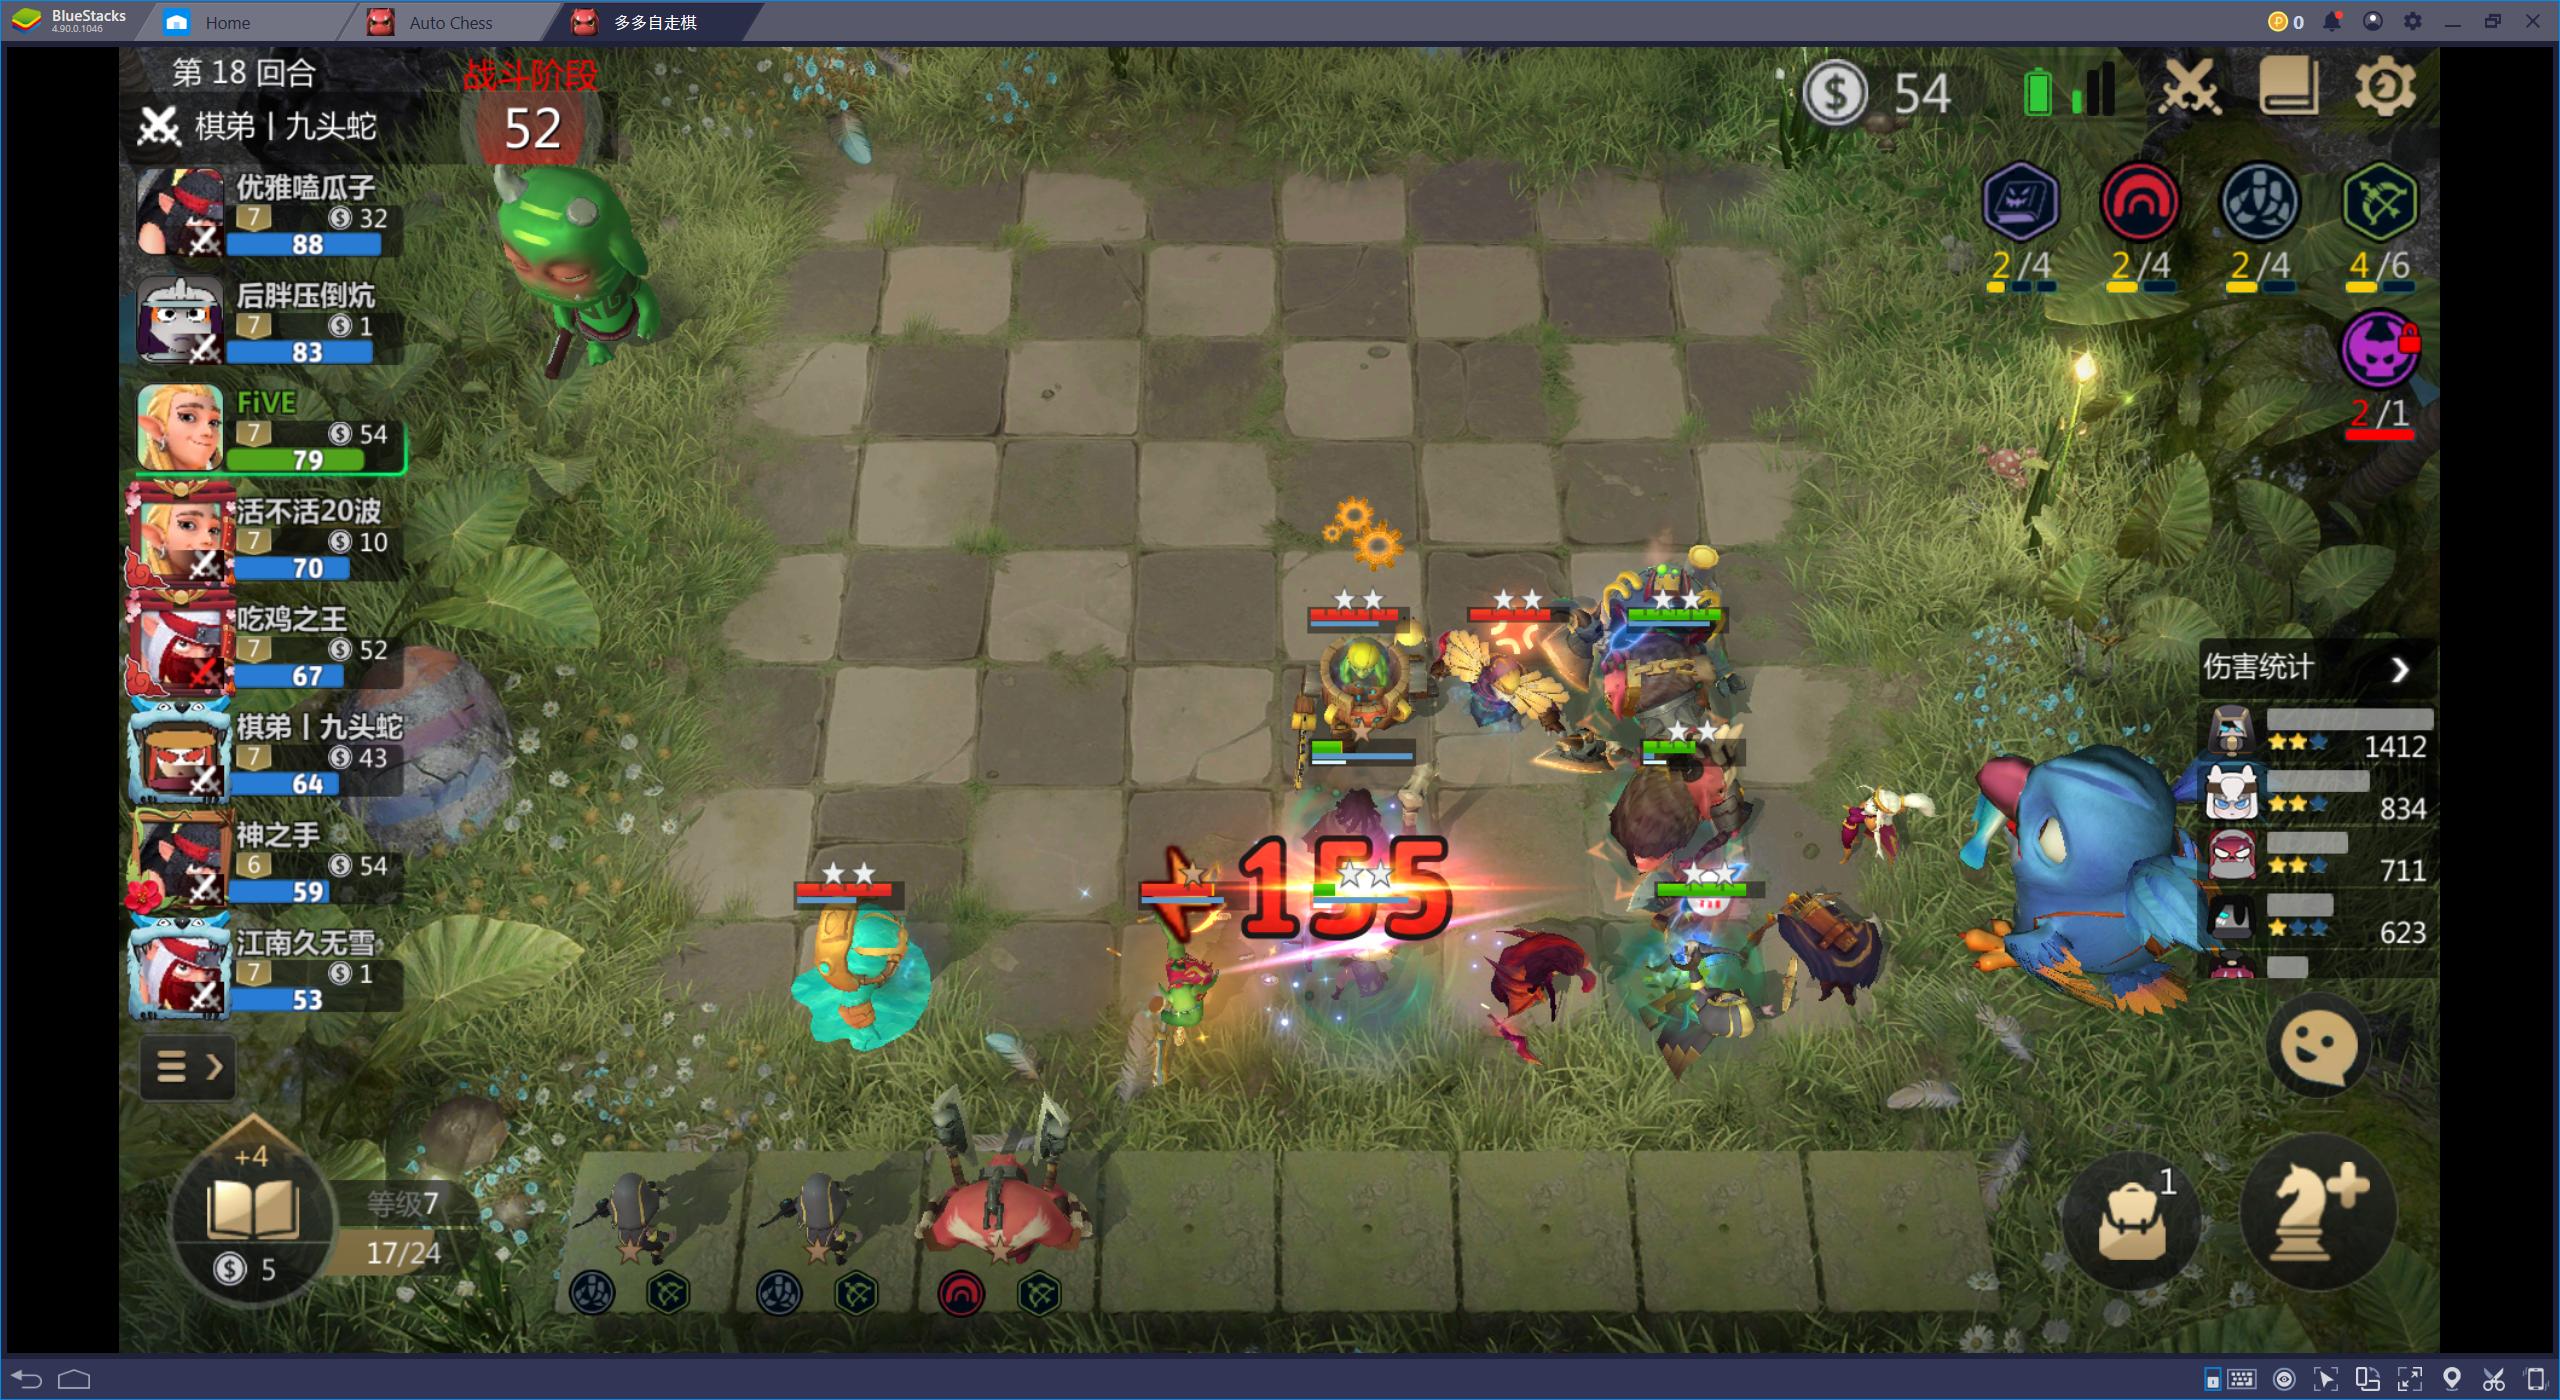 BlueStacks
4.90.0.1046
Home
Auto Chess
多多自走棋
0
第 18 回合
战斗阶段
棋弟丨九头蛇
52
54
优雅嗑瓜子
7 32
88
后胖压倒炕
7 1
83
FiVE
7 54
79
活不活20波
7 10
70
吃鸡之王
7 52
67
棋弟丨九头蛇
7 43
64
神之手
6 54
59
江南久无雪
7 1
53
2/4
2/4
2/4
4/6
2/1
伤害统计
1412
834
711
623
155
+4
5
等级7
17/24
1